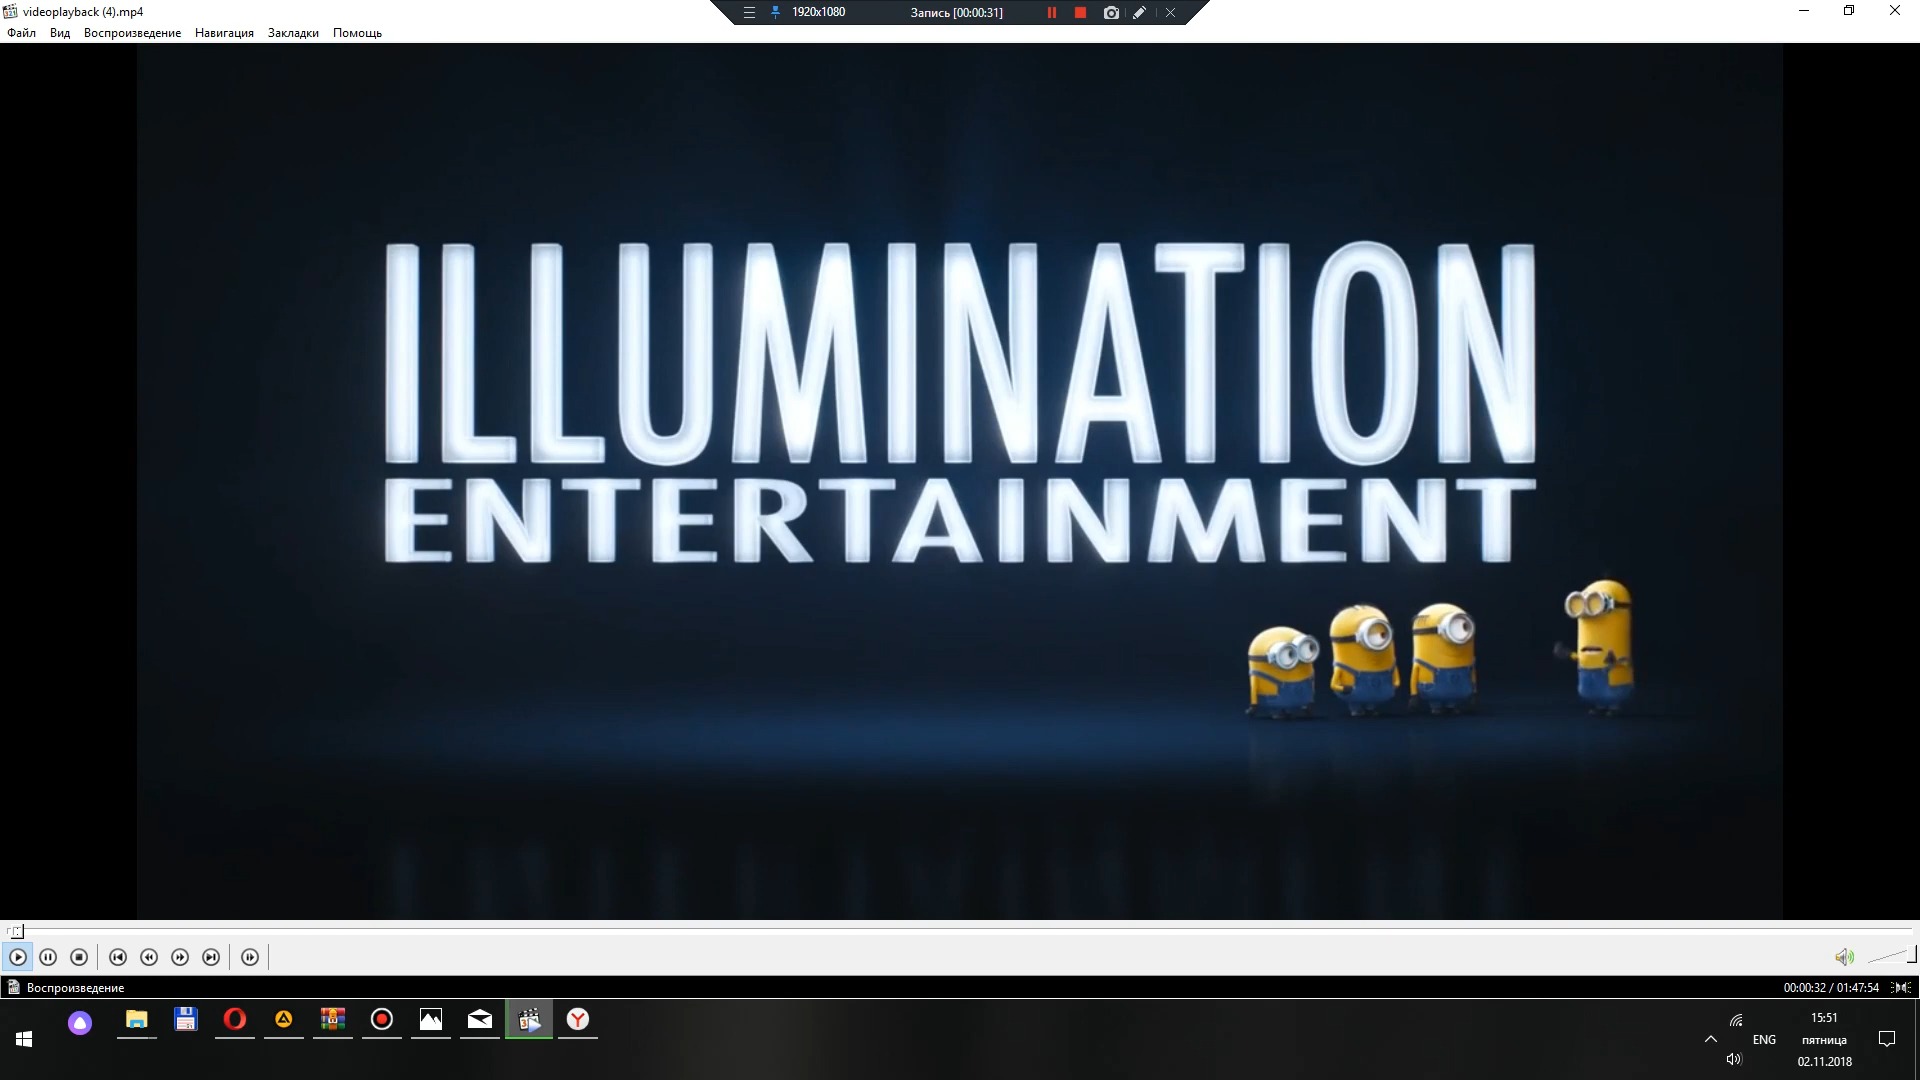 videoplayback (4).mp4
1920x1080
Запись [00:00:31]
Файл Вид Воспроизведение Навигация Закладки Помощь
ILLUMINATION
ENTERTAINMENT
Воспроизведение
00:00:32 / 01:47:54
15:51
ENG
пятница
02.11.2018